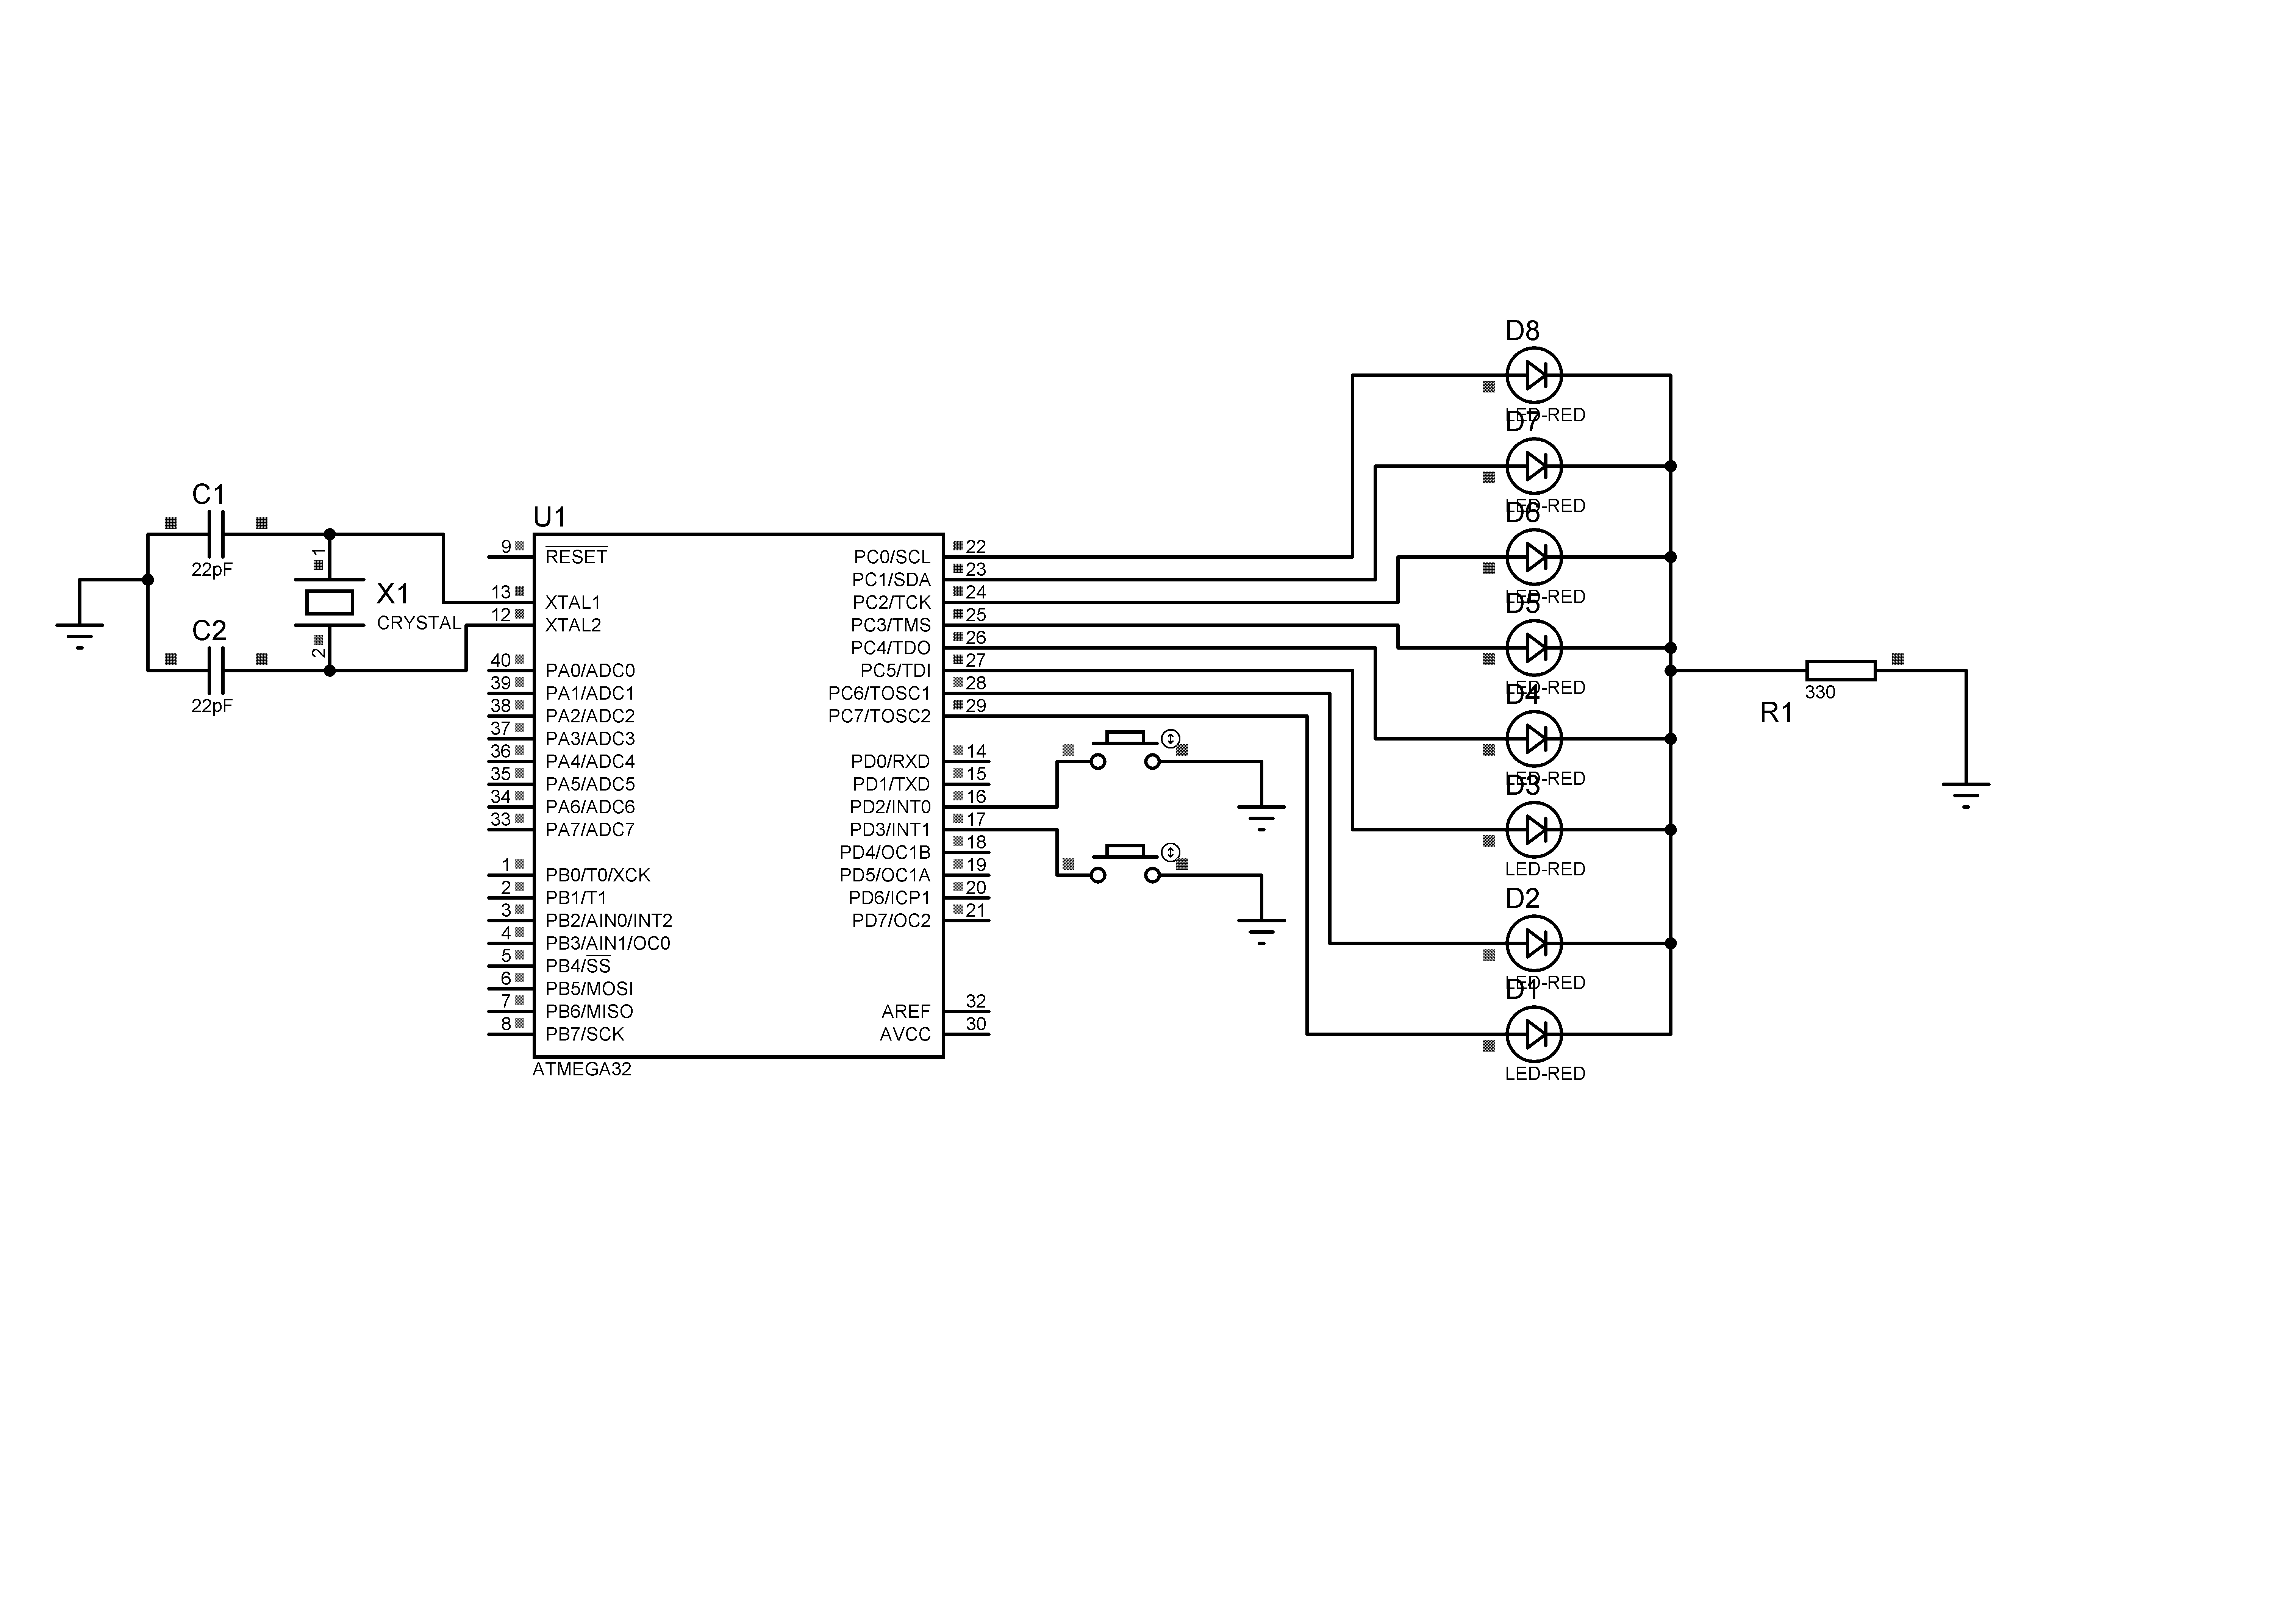 C1
22pF
C2
22pF
1
2
X1
CRYSTAL
U1
9 RESET
13 XTAL1
12 XTAL2
40 PA0/ADC0
39 PA1/ADC1
38 PA2/ADC2
37 PA3/ADC3
36 PA4/ADC4
35 PA5/ADC5
34 PA6/ADC6
33 PA7/ADC7
1 PB0/T0/XCK
2 PB1/T1
3 PB2/AIN0/INT2
4 PB3/AIN1/OC0
5 PB4/SS
6 PB5/MOSI
7 PB6/MISO
8 PB7/SCK
PC0/SCL 22
PC1/SDA 23
PC2/TCK 24
PC3/TMS 25
PC4/TDO 26
PC5/TDI 27
PC6/TOSC1 28
PC7/TOSC2 29
PD0/RXD 14
PD1/TXD 15
PD2/INT0 16
PD3/INT1 17
PD4/OC1B 18
PD5/OC1A 19
PD6/ICP1 20
PD7/OC2 21
AREF 32
AVCC 30
ATMEGA32
D8
LED-RED
D7
LED-RED
D6
LED-RED
D5
LED-RED
D4
LED-RED
D3
LED-RED
D2
LED-RED
D1
LED-RED
R1
330